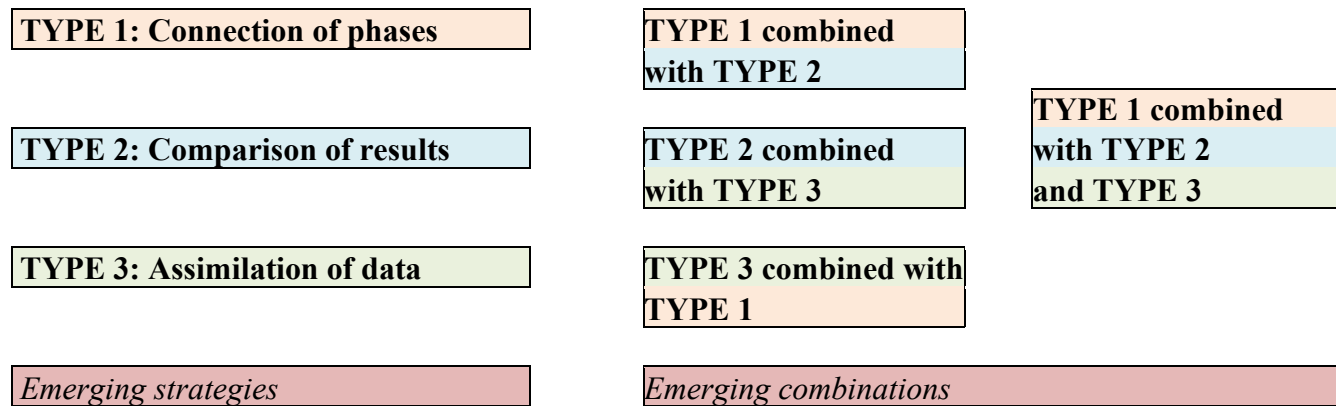 TYPE 1: Connection of phases
TYPE 2: Comparison of results
TYPE 3: Assimilation of data
Emerging strategies
TYPE 1 combined
with TYPE 2
TYPE 2 combined
with TYPE 3
TYPE 3 combined with
TYPE 1
TYPE 1 combined
with TYPE 2
and TYPE 3
Emerging combinations